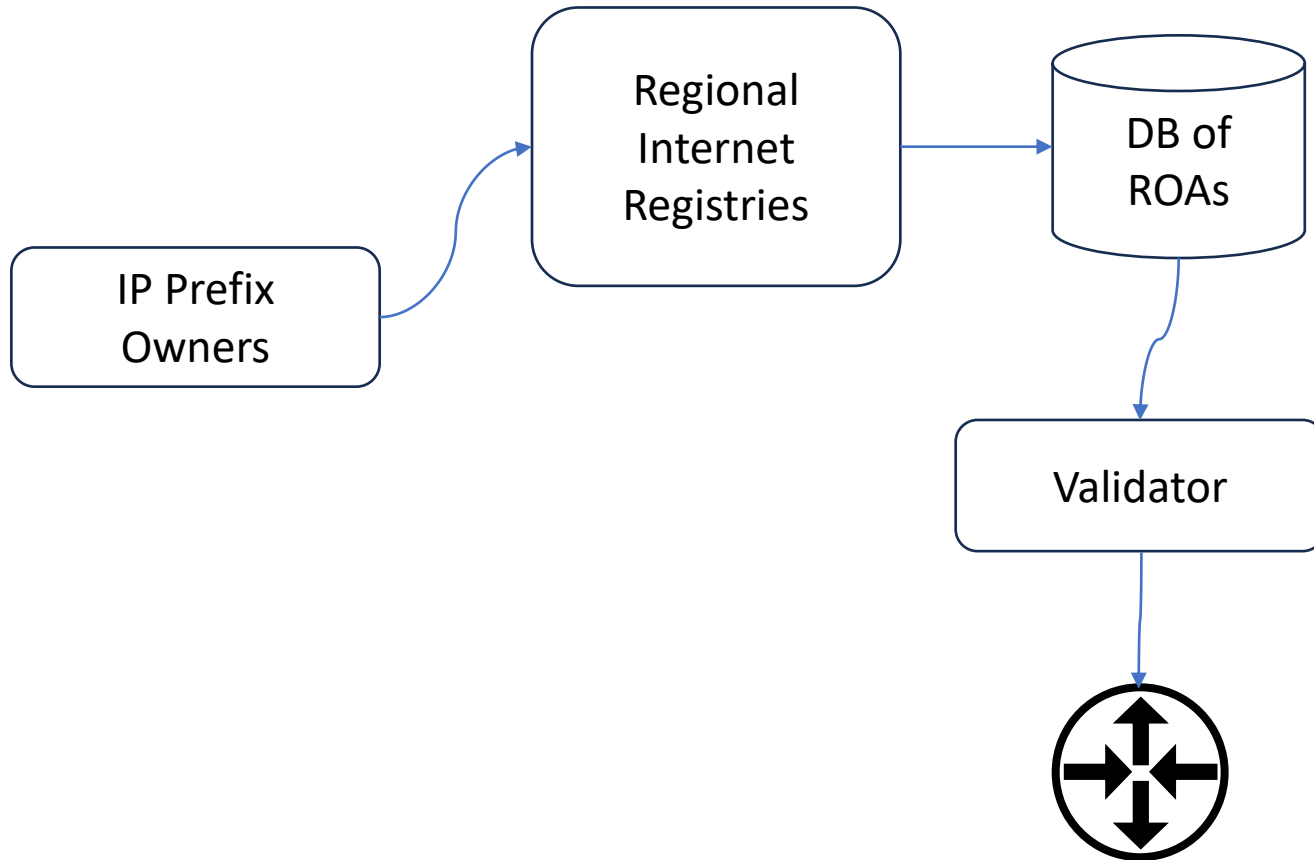 Regional
Internet
Registries
DB of
ROAs
IP Prefix
Owners
Validator